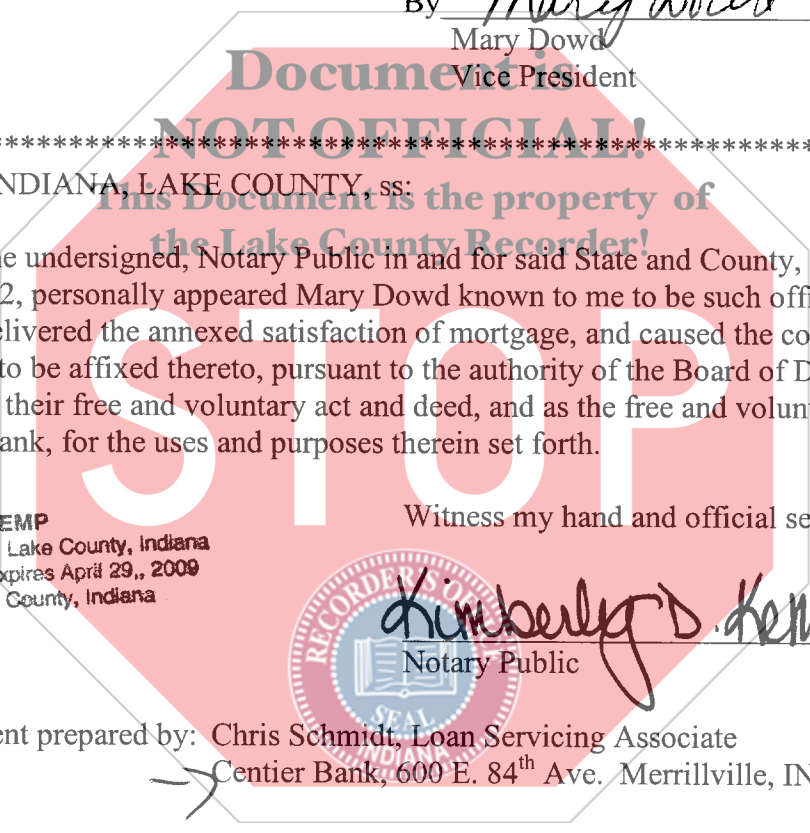 By Mary Dowd
Mary Dowd
Vice President
Document is
NOT OFFICIAL!
************************************************************
NDIANA, LAKE COUNTY, ss:
This Document is the property of
the Lake County Recorder!
e undersigned, Notary Public in and for said State and County,
2, personally appeared Mary Dowd known to me to be such offi
elivered the annexed satisfaction of mortgage, and caused the co
to be affixed thereto, pursuant to the authority of the Board of D
their free and voluntary act and deed, and as the free and volunt
ank, for the uses and purposes therein set forth.
STOP
Witness my hand and official se
EMP
Lake County, Indiana
xpires April 29,, 2009
County, Indiana
Kimberly D. Kem
Notary Public
RECORDER'S OFFICE
SEAL
INDIANA
ent prepared by: Chris Schmidt, Loan Servicing Associate
Centier Bank, 600 E. 84th Ave. Merrillville, IN